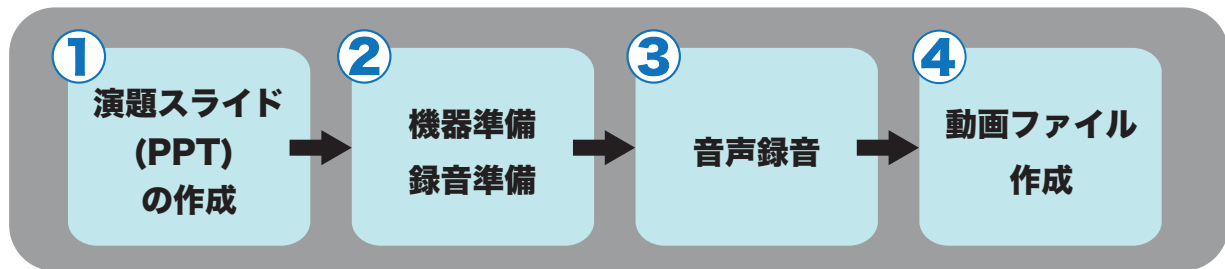 ①
演題スライド
(PPT)
の作成
②
機器準備
録音準備
③
音声録音
④
動画ファイル
作成